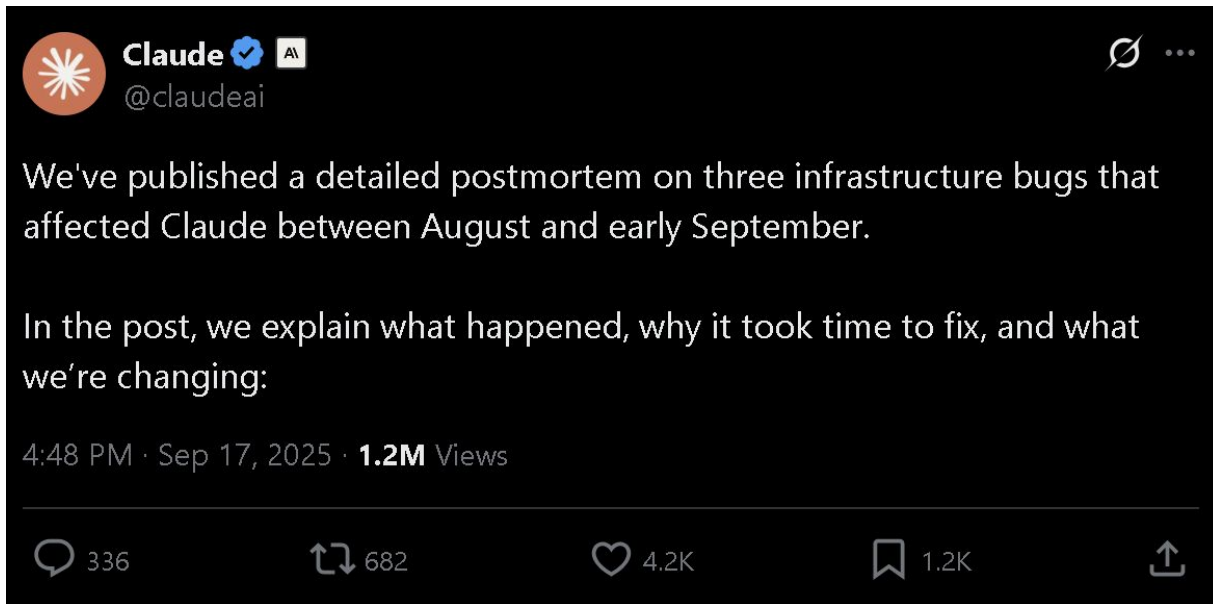 Claude
@claudeai
We've published a detailed postmortem on three infrastructure bugs that
affected Claude between August and early September.
In the post, we explain what happened, why it took time to fix, and what
we’re changing:
4:48 PM · Sep 17, 2025 · 1.2M Views
336 682 4.2K 1.2K